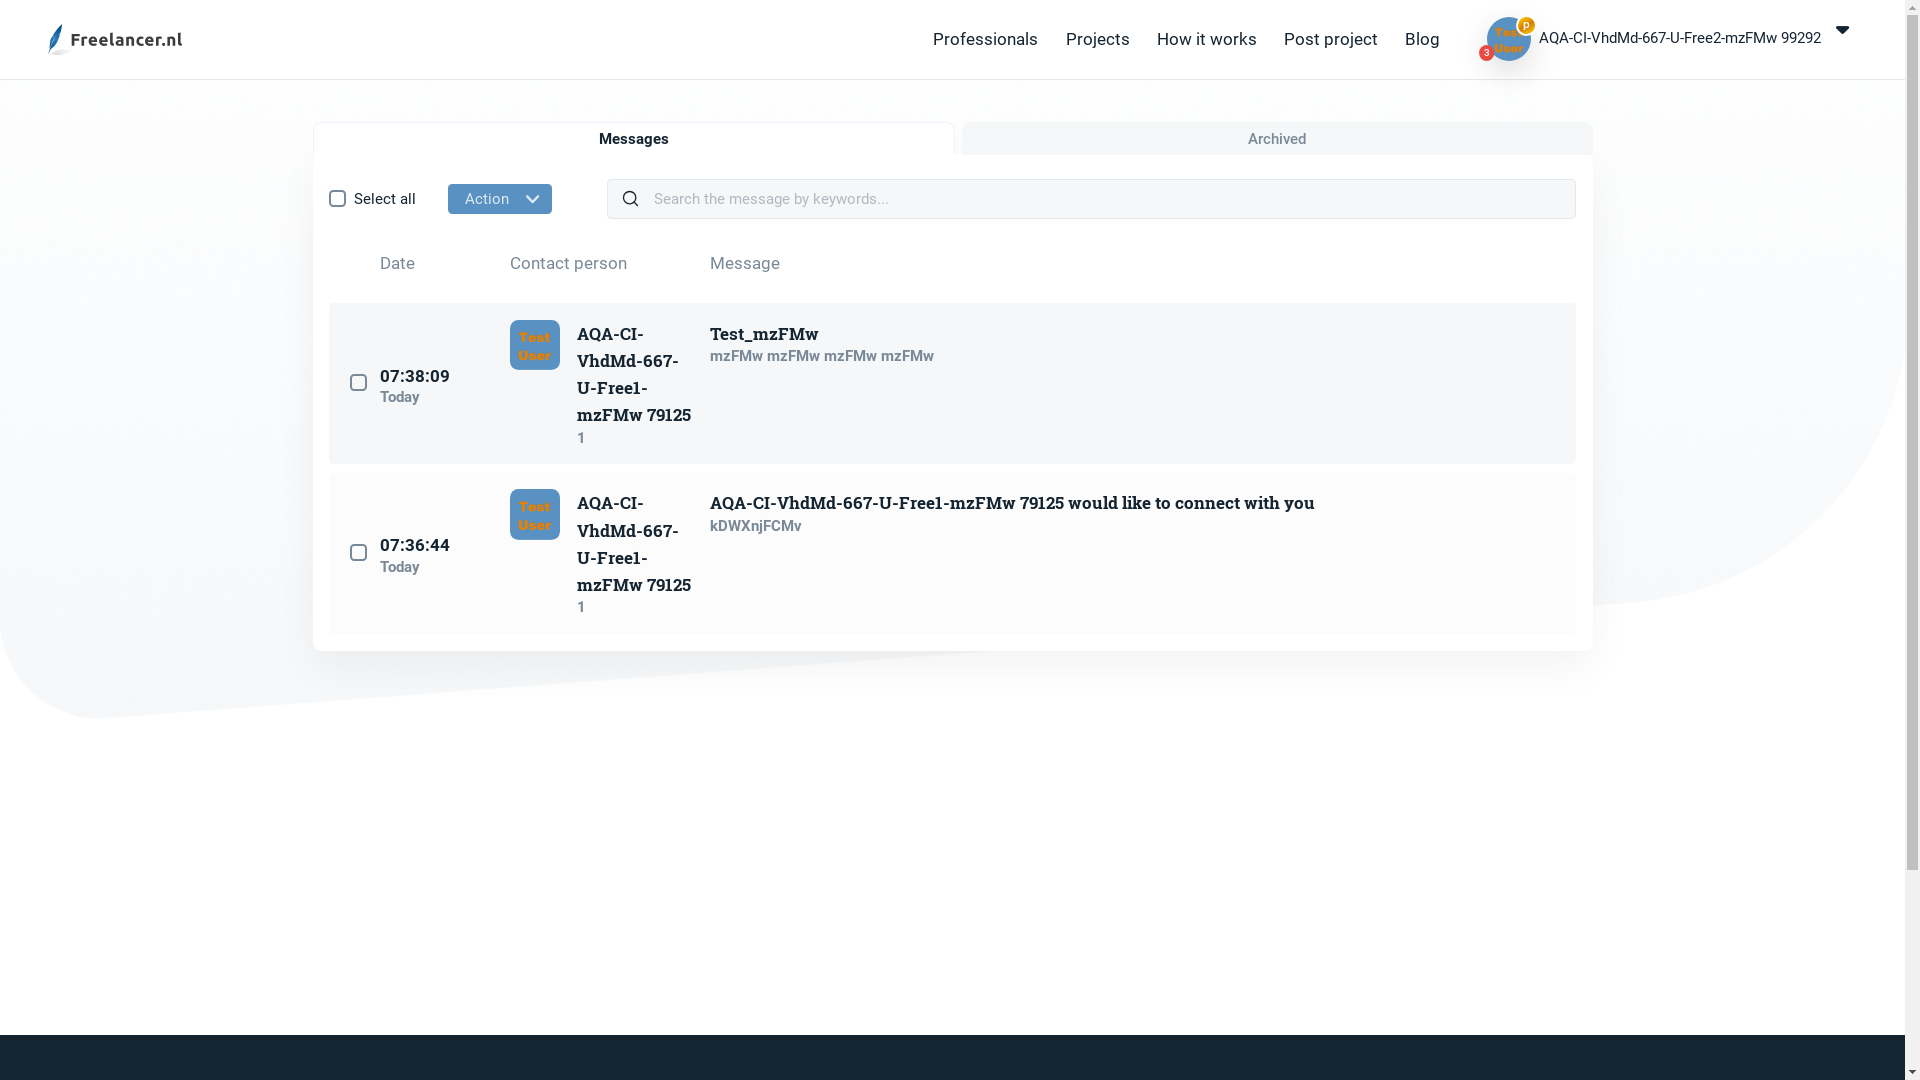 Freelancer.nl
Professionals Projects How it works Post project Blog
Test User
p
3
AQA-CI-VhdMd-667-U-Free2-mzFMw 99292
Messages
Archived
Select all
Action
Search the message by keywords...
Date Contact person Message
07:38:09
Today
Test
User
AQA-CI-
VhdMd-667-
U-Free1-
mzFMw 79125
1
Test_mzFMw
mzFMw mzFMw mzFMw mzFMw
07:36:44
Today
Test
User
AQA-CI-
VhdMd-667-
U-Free1-
mzFMw 79125
1
AQA-CI-VhdMd-667-U-Free1-mzFMw 79125 would like to connect with you
kDWXnjFCMv